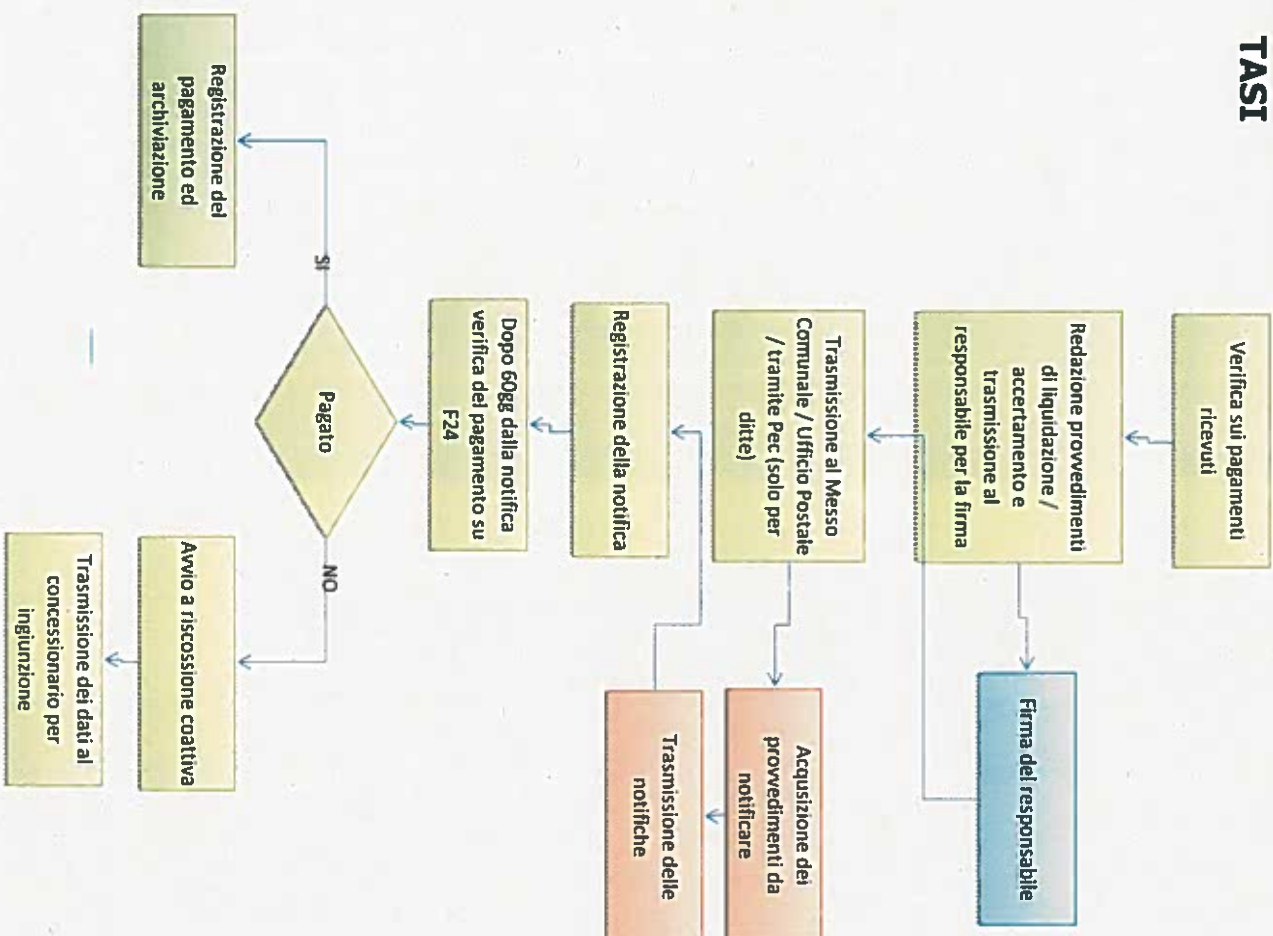 TASI
Verifica sui pagamenti
ricevuti
Redazione provvedimenti
di liquidazione /
accertamento e
trasmissione al
responsabile per la firma
Firma del responsabile
Trasmissione al Messo
Comunale / Ufficio Postale
/ tramite Pec (solo per
ditte)
Acqusizione dei
provvedimenti da
notificare
Trasmissione delle
notifiche
Registrazione della notifica
Dopo 60gg dalla notifica
verifica del pagamento su
F24
Pagato
SI
NO
Registrazione del
pagamento ed
archiviazione
Avvio a riscossione coattiva
Trasmissione dei dati al
concessionario per
ingiunzione